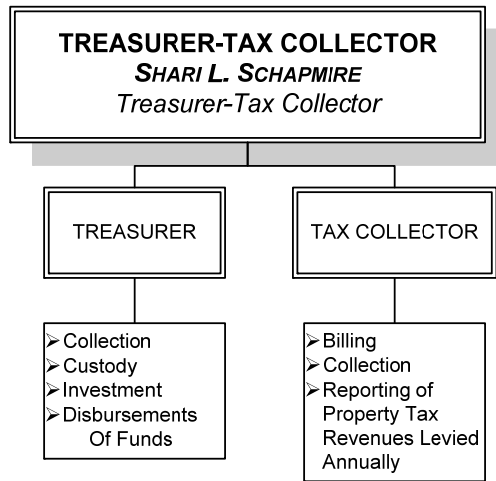 TREASURER-TAX COLLECTOR
SHARI L. SCHAPMIRE
Treasurer-Tax Collector
TREASURER
TAX COLLECTOR
➢ Collection
➢ Custody
➢ Investment
➢ Disbursements
Of Funds
➢ Billing
➢ Collection
➢ Reporting of
Property Tax
Revenues Levied
Annually